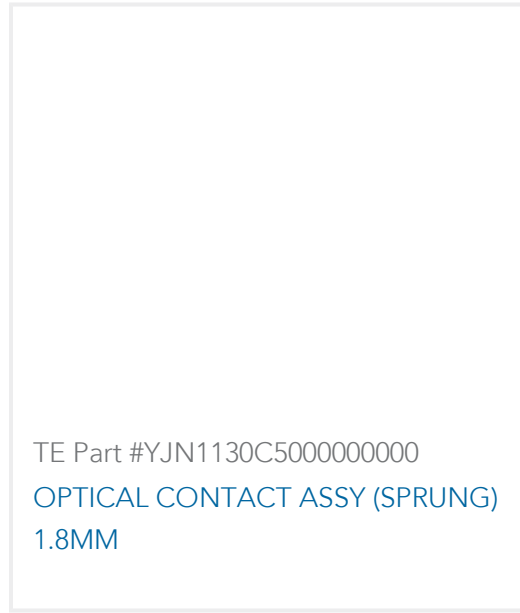 TE Part #YJN1130C5000000000
OPTICAL CONTACT ASSY (SPRUNG)
1.8MM